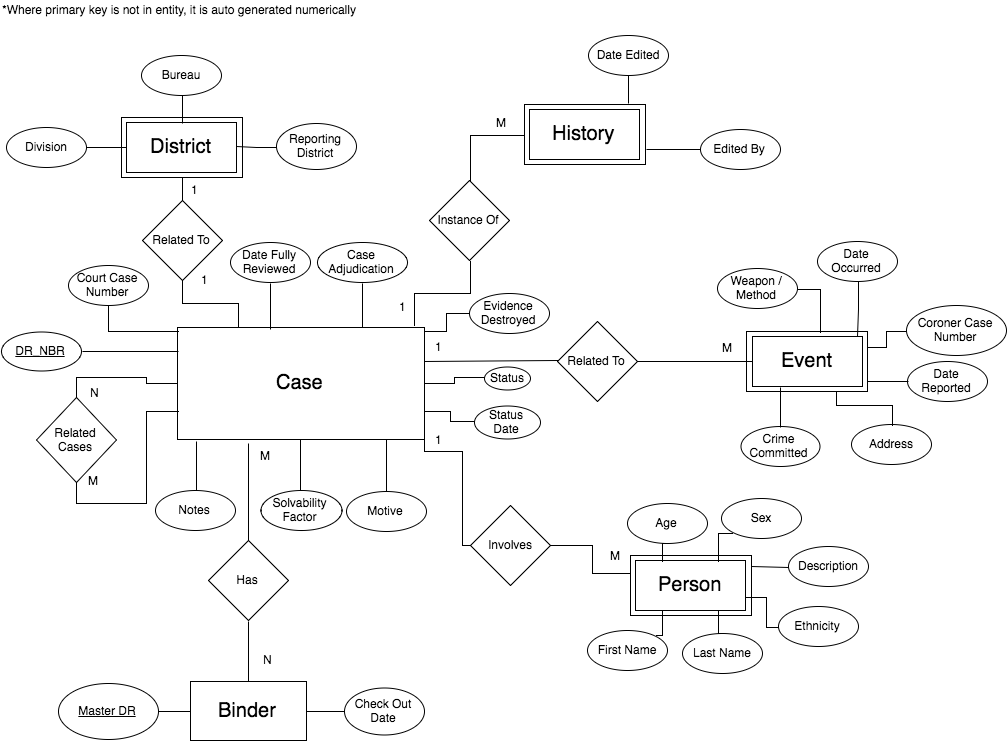 *Where primary key is not in entity, it is auto generated numerically
Bureau
Division
District
Reporting
District
1
Related To
1
Date Edited
M
History
Edited By
Instance Of
1
Court Case
Number
Date Fully
Reviewed
Case
Adjudication
Evidence
Destroyed
DR_NBR
Case
1
Related To
M
Status
Status
Date
1
N
Related
Cases
M
Weapon /
Method
Date
Occurred
Coroner Case
Number
Event
Date
Reported
Crime
Committed
Address
Notes
M
Solvability
Factor
Motive
Involves
M
Age
Sex
Person
Description
Ethnicity
First Name
Last Name
Has
N
Master DR
Binder
Check Out
Date